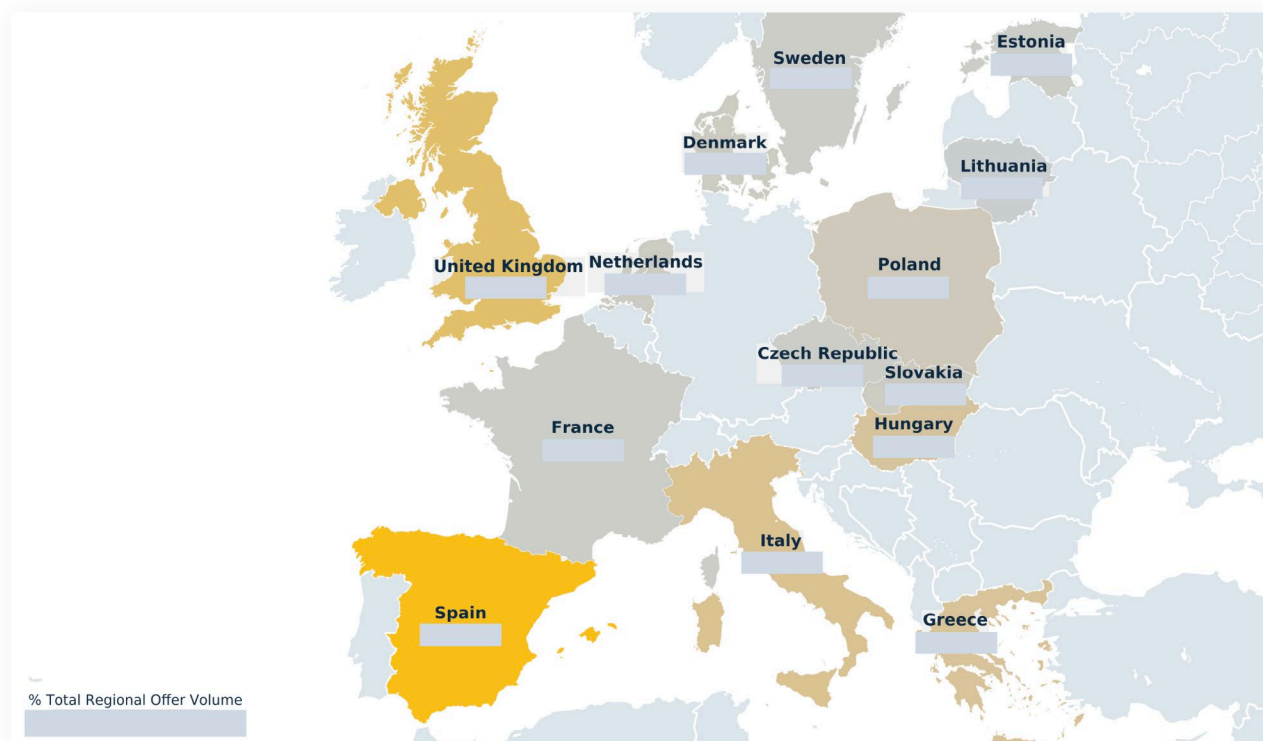 Estonia
Sweden
Denmark
Lithuania
United Kingdom
Netherlands
Poland
Czech Republic
Slovakia
Hungary
France
Italy
Spain
Greece
% Total Regional Offer Volume